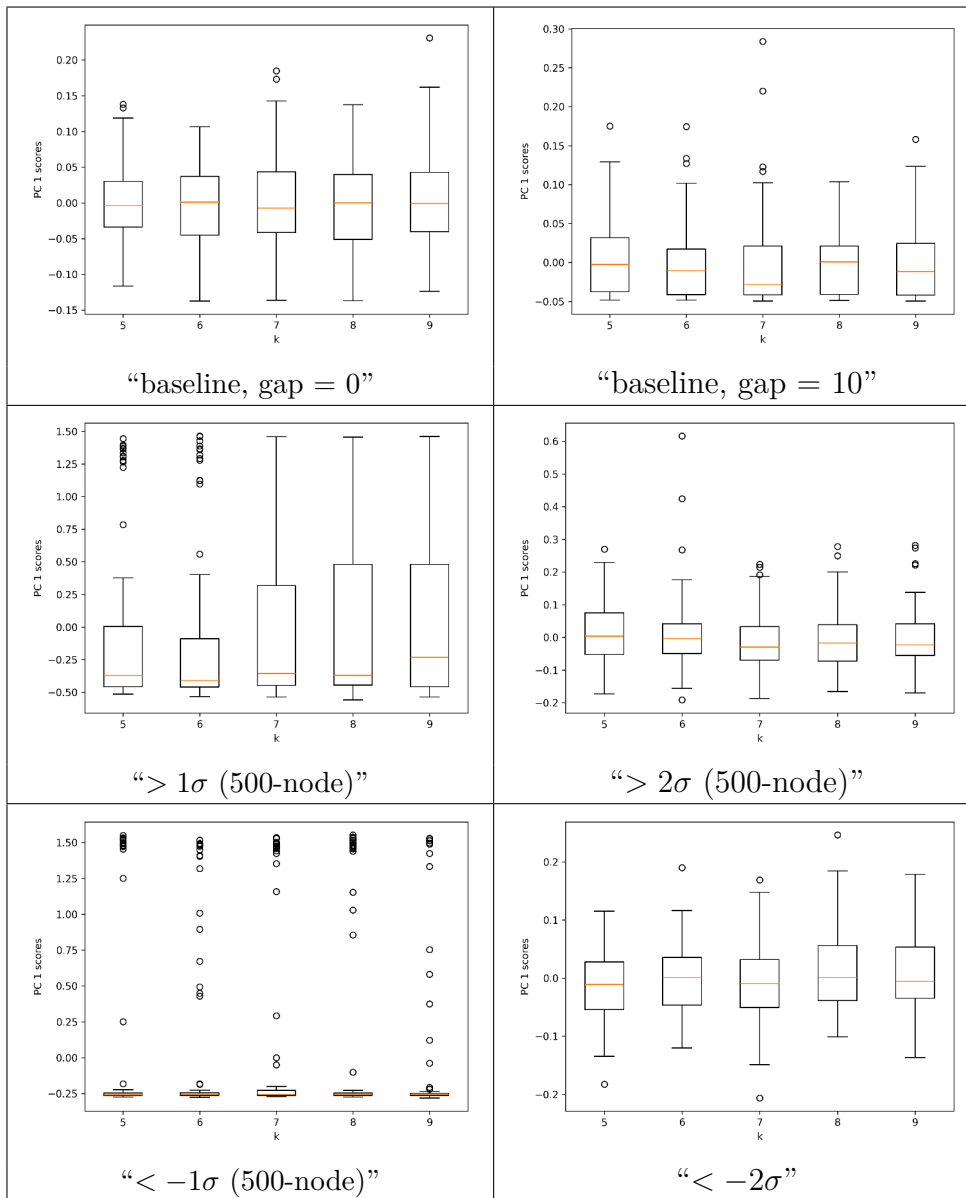 0.20
0.15
0.10
0.05
0.00
−0.05
−0.10
−0.15
PC 1 scores
5 6 7 8 9
k
“baseline, gap = 0”
0.30
0.25
0.20
0.15
0.10
0.05
0.00
−0.05
PC 1 scores
5 6 7 8 9
k
“baseline, gap = 10”
1.50
1.25
1.00
0.75
0.50
0.25
0.00
−0.25
−0.50
PC 1 scores
5 6 7 8 9
k
“> 1σ (500-node)”
0.6
0.5
0.4
0.3
0.2
0.1
0.0
−0.1
−0.2
PC 1 scores
5 6 7 8 9
k
“> 2σ (500-node)”
1.50
1.25
1.00
0.75
0.50
0.25
0.00
−0.25
PC 1 scores
5 6 7 8 9
k
“< −1σ (500-node)”
0.2
0.1
0.0
−0.1
−0.2
PC 1 scores
5 6 7 8 9
k
“< −2σ”